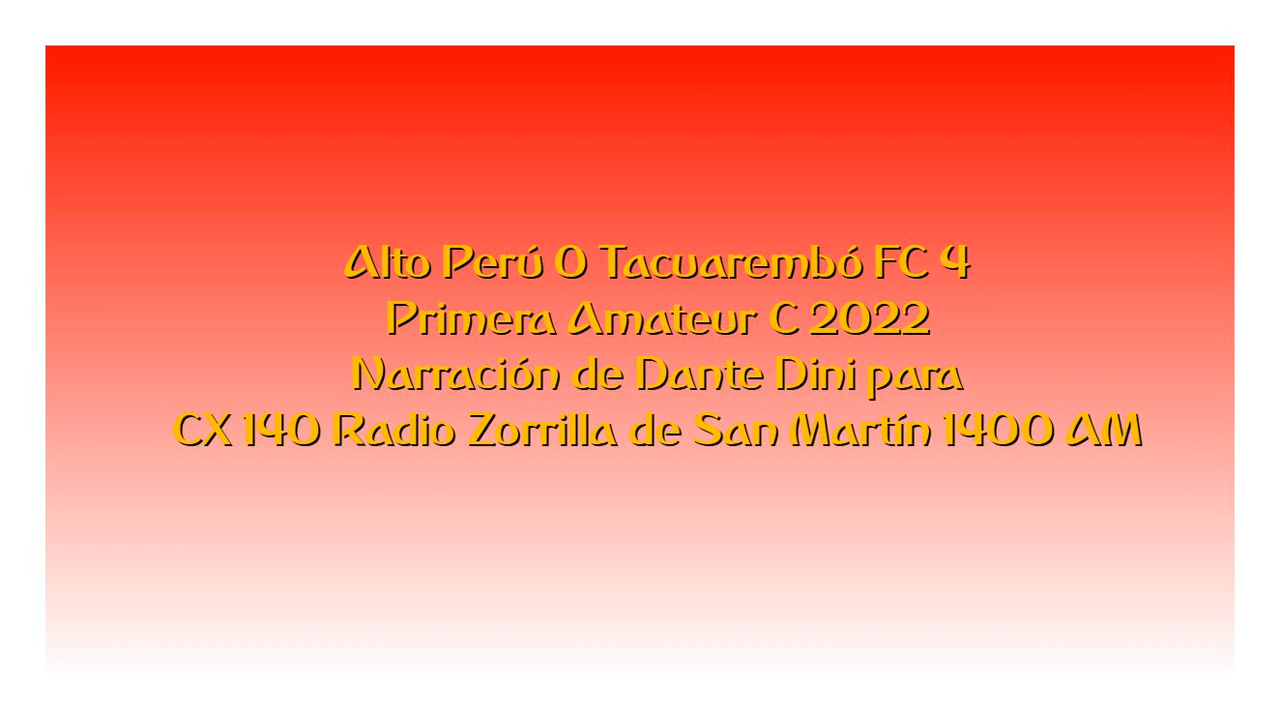 Alto Perú 0 Tacuarembó FC 4
Primera Amateur C 2022
Narración de Dante Dini para
CX 140 Radio Zorrilla de San Martín 1400 AM